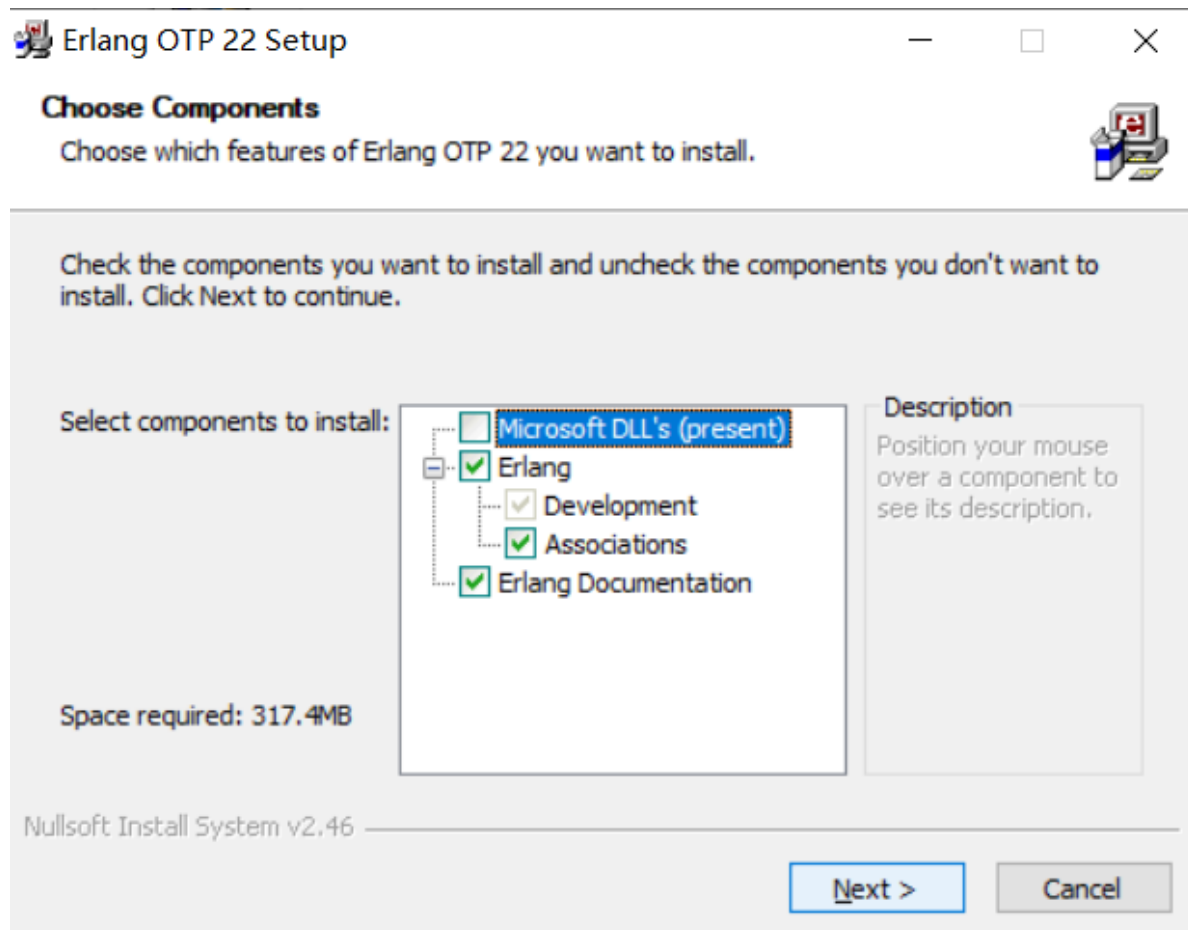 Erlang OTP 22 Setup
Choose Components
Choose which features of Erlang OTP 22 you want to install.
Check the components you want to install and uncheck the components you don't want to
install. Click Next to continue.
Select components to install:
Microsoft DLL's (present)
Erlang
Development
Associations
Erlang Documentation
Description
Position your mouse
over a component to
see its description.
Space required: 317.4MB
Nullsoft Install System v2.46
Next >
Cancel